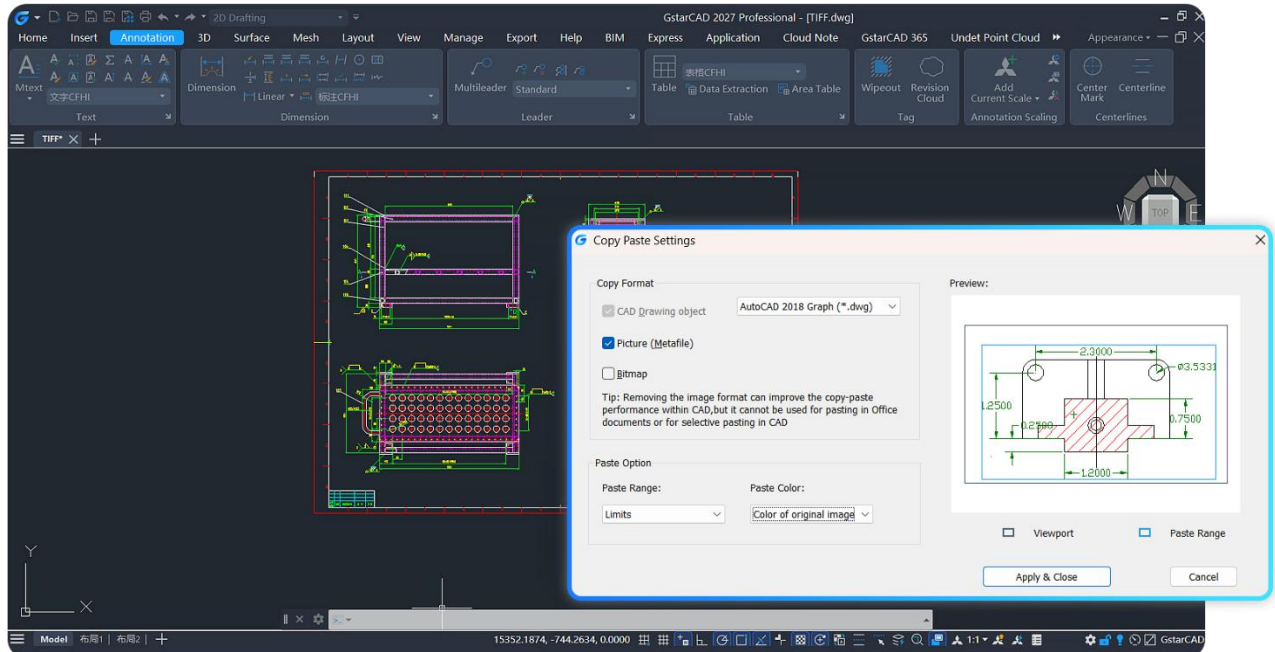 2D Drafting
GstarCAD 2027 Professional - [TIFF.dwg]
Home Insert Annotation 3D Surface Mesh Layout View Manage Export Help BIM Express Application Cloud Note GstarCAD 365 Undet Point Cloud Appearance
Mtext
文字CFHI
Text
Dimension
Linear
标注CFHI
Dimension
Multileader
Standard
Leader
Table
表格CFHI
Data Extraction
Area Table
Table
Wipeout
Revision Cloud
Tag
Add Current Scale
Annotation Scaling
Center Mark
Centerline
Centerlines
TIFF*
N
W
TOP
E
Copy Paste Settings
Copy Format
CAD Drawing object
AutoCAD 2018 Graph (*.dwg)
Picture (Metafile)
Bitmap
Tip: Removing the image format can improve the copy-paste
performance within CAD,but it cannot be used for pasting in Office
documents or for selective pasting in CAD
Paste Option
Paste Range:
Paste Color:
Limits
Color of original image
Preview:
2.3000
ø3.5331
1.2500
0.2500
0.7500
1.2000
Viewport
Paste Range
Apply & Close
Cancel
Y
X
Model 布局1 布局2
15352.1874, -744.2634, 0.0000
1:1
GstarCAD